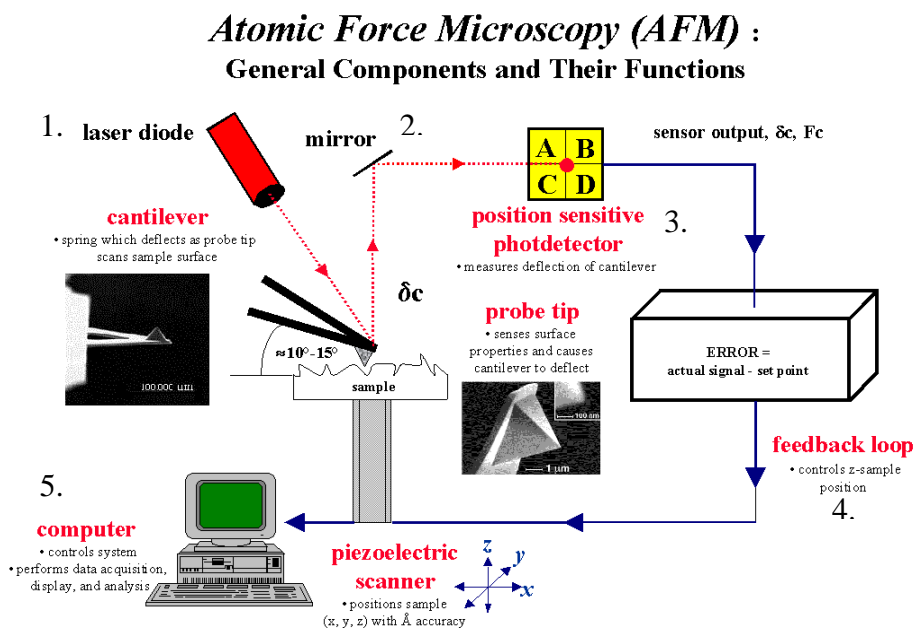 Atomic Force Microscopy (AFM) :
General Components and Their Functions
1.
laser diode
mirror
2.
A B
C D
sensor output, δc, Fc
cantilever
• spring which deflects as probe tip
scans sample surface
100.000 um
position sensitive
photdetector
• measures deflection of cantilever
3.
δc
≈10°-15°
sample
probe tip
• senses surface
properties and causes
cantilever to deflect
100 nm
1 μm
ERROR =
actual signal - set point
feedback loop
• controls z-sample
position
4.
5.
computer
• controls system
• performs data acquisition,
display, and analysis
piezoelectric
scanner
• positions sample
(x, y, z) with Å accuracy
z
y
x